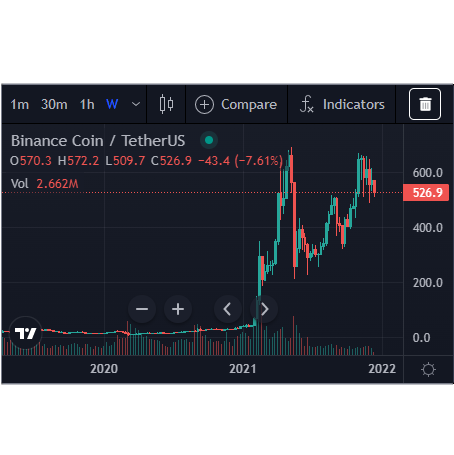 1m 30m 1h W Compare Indicators
Binance Coin / TetherUS
O570.3 H572.2 L509.7 C526.9 −43.4 (−7.61%)
Vol 2.662M
600.0
526.9
400.0
200.0
0.0
2020 2021 2022